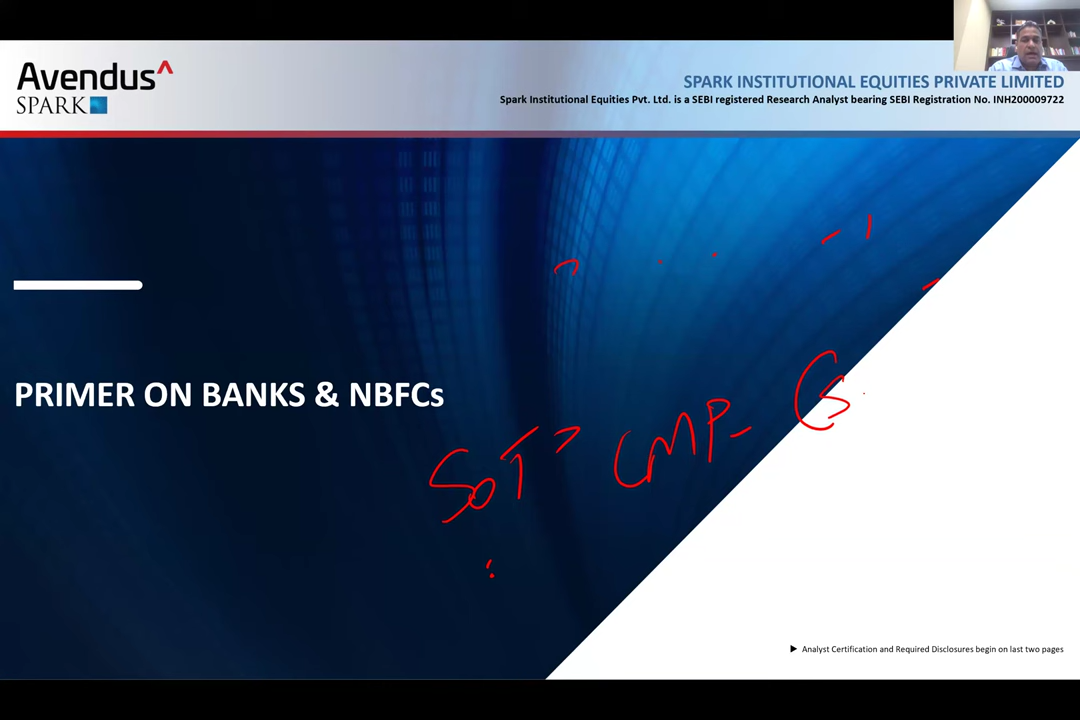 Avendus^
SPARK
SPARK INSTITUTIONAL EQUITIES PRIVATE LIMITED
Spark Institutional Equities Pvt. Ltd. is a SEBI registered Research Analyst bearing SEBI Registration No. INH200009722
PRIMER ON BANKS & NBFCs
SOT CMP - (S
Analyst Certification and Required Disclosures begin on last two pages